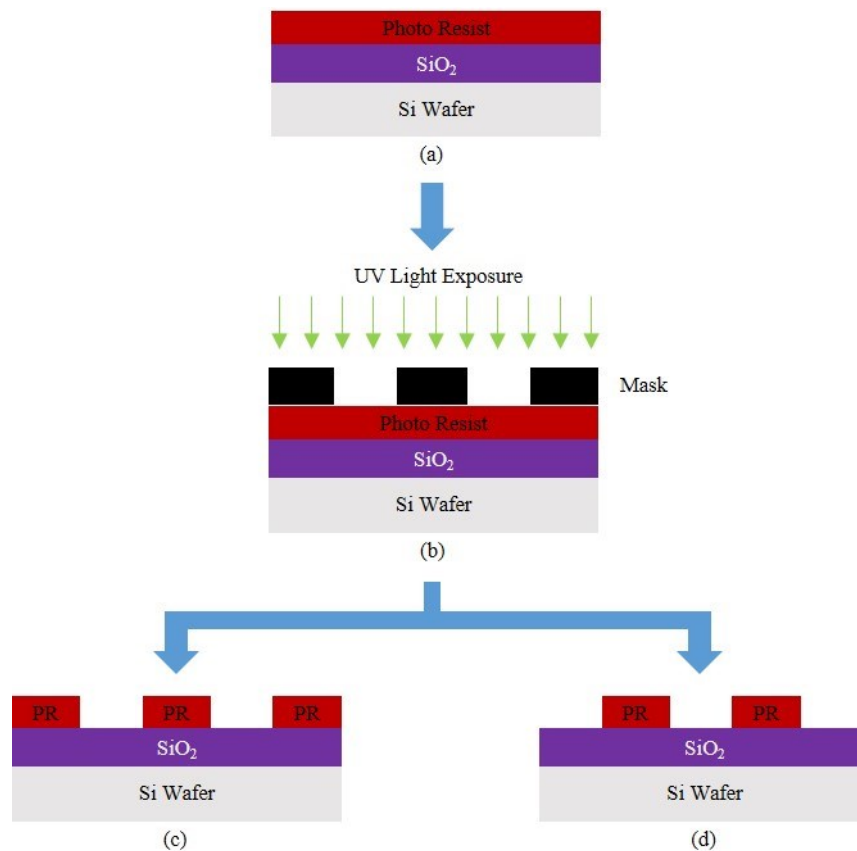 Photo Resist
SiO₂
Si Wafer
(a)
UV Light Exposure
Mask
Photo Resist
SiO₂
Si Wafer
(b)
PR PR PR
SiO₂
Si Wafer
(c)
PR PR
SiO₂
Si Wafer
(d)